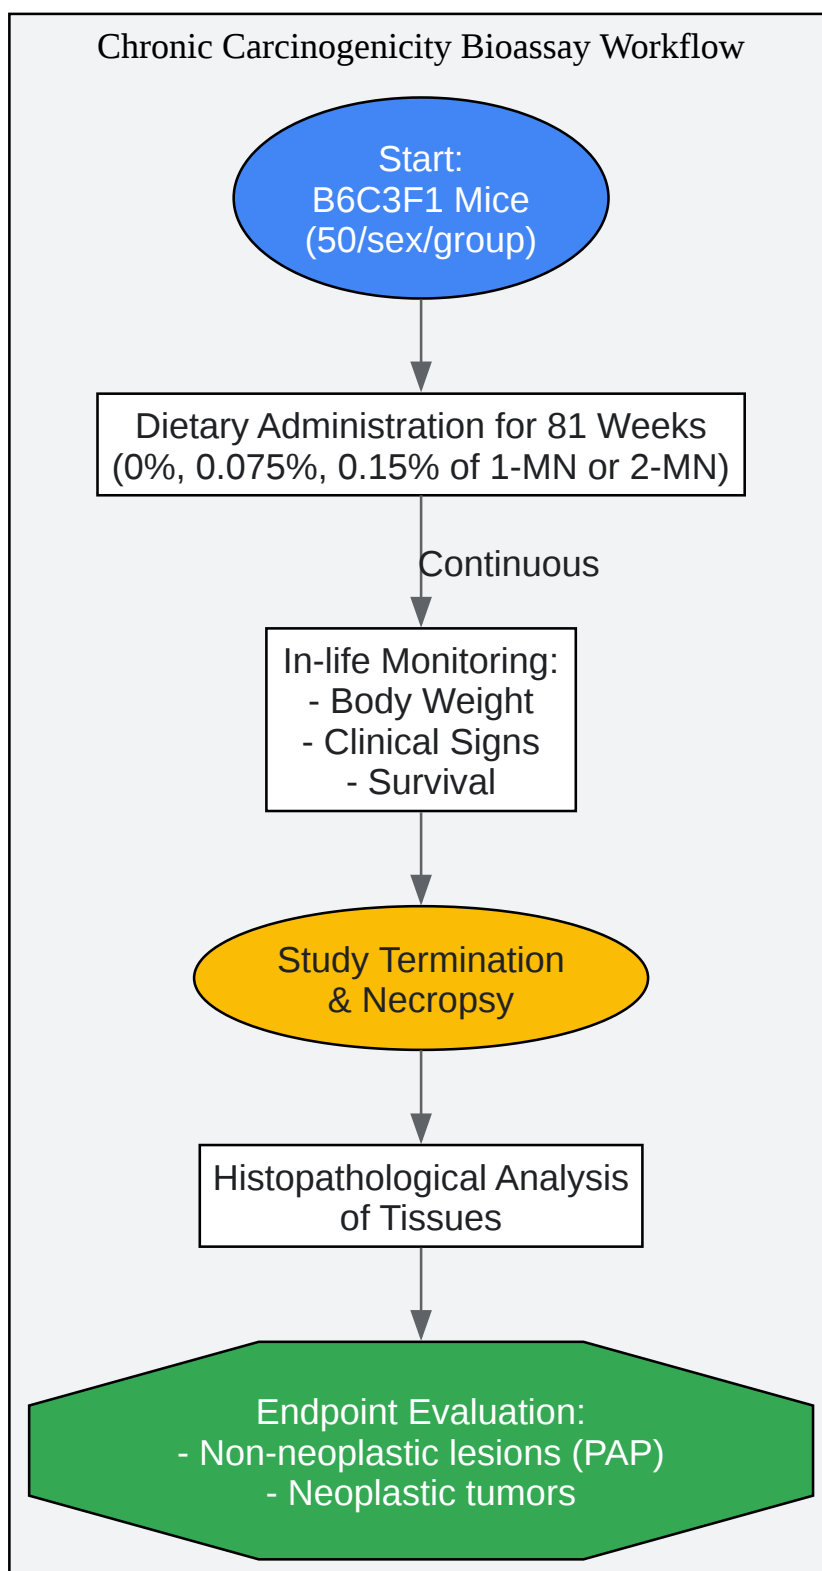 Chronic Carcinogenicity Bioassay Workflow
Start:
B6C3F1 Mice
(50/sex/group)
Dietary Administration for 81 Weeks
(0%, 0.075%, 0.15% of 1-MN or 2-MN)
Continuous
In-life Monitoring:
- Body Weight
- Clinical Signs
- Survival
Study Termination
& Necropsy
Histopathological Analysis
of Tissues
Endpoint Evaluation:
- Non-neoplastic lesions (PAP)
- Neoplastic tumors